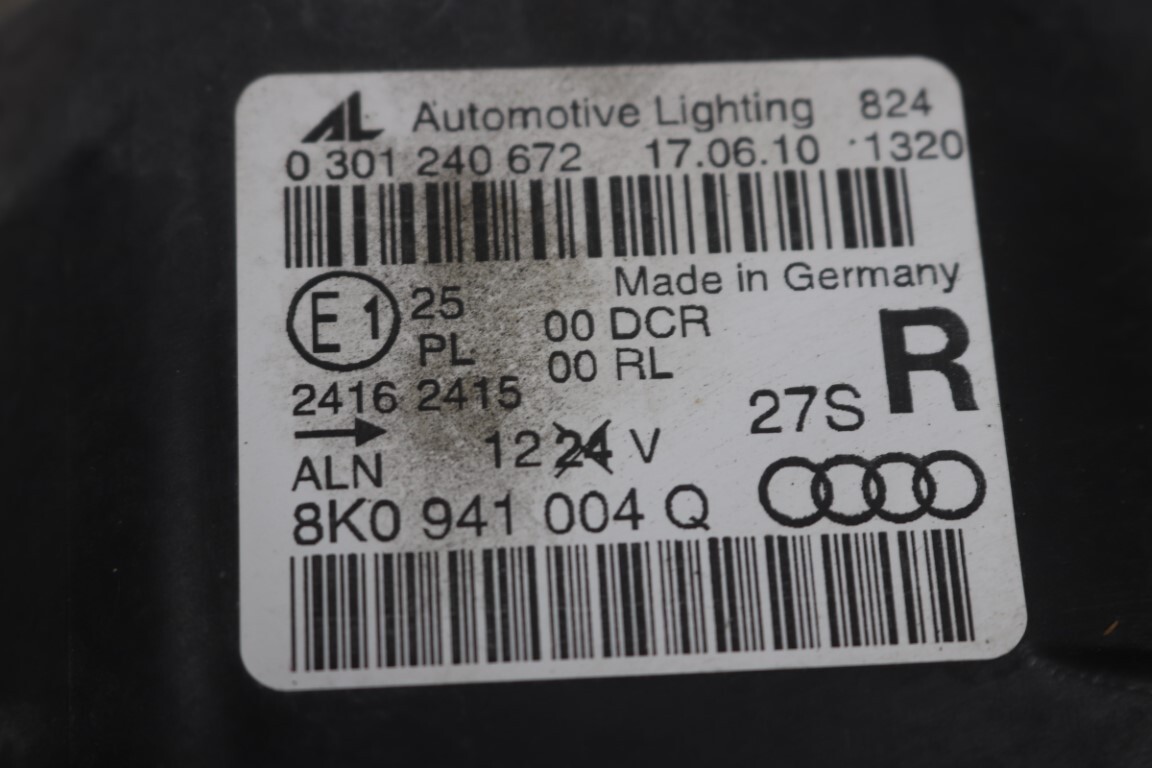 AL Automotive Lighting 824
0 301 240 672 17.06.10 1320
Made in Germany
E1 25 00 DCR
PL 00 RL
R
2416 2415
27S
12 24 V
ALN
8K0 941 004 Q